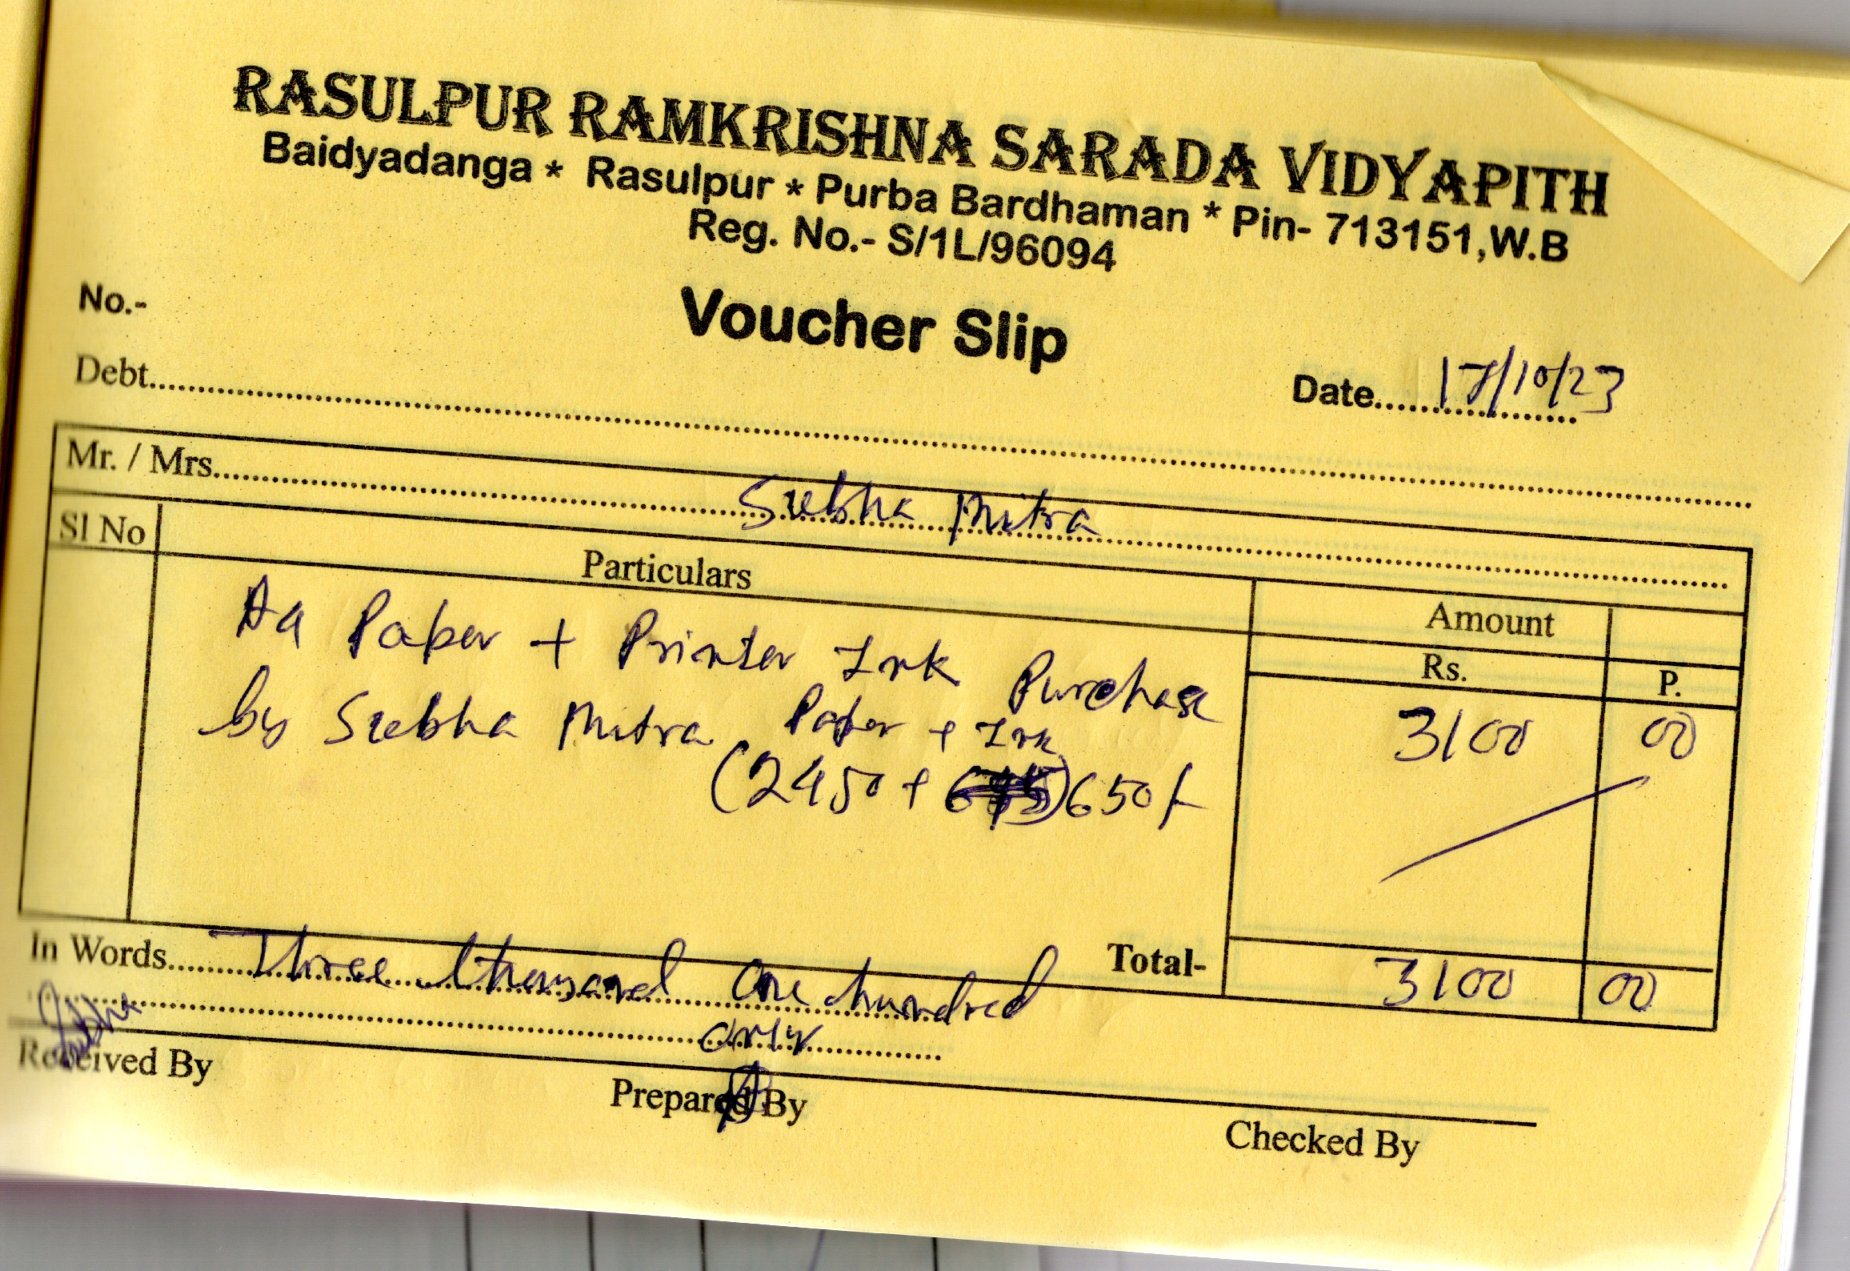 RASULPUR RAMKRISHNA SARADA VIDYAPITH
Baidyadanga * Rasulpur * Purba Bardhaman * Pin- 713151,W.B
Reg. No.- S/1L/96094
No.-
Voucher Slip
Debt
Date 17/10/23
Mr. / Mrs. Subha Mitra
Sl No
Particulars
Amount
Rs.
P.
A4 Paper + Printer Ink Purchase
by Subha Mitra Paper + Ink
(2450 + 650/-
3100 00
In Words Three thousand one hundred
only
Total- 3100 00
Subha
Received By
Prepared By
Checked By